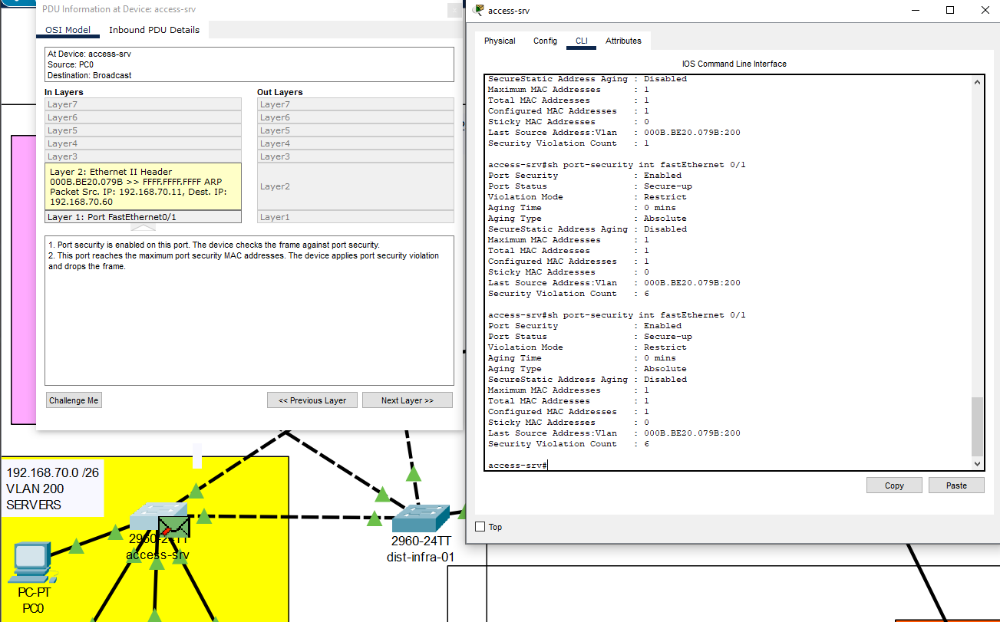 PDU Information at Device: access-srv
OSI Model
Inbound PDU Details
At Device: access-srv
Source: PC0
Destination: Broadcast
In Layers
Layer7
Layer6
Layer5
Layer4
Layer3
Layer 2: Ethernet II Header
000B.BE20.079B >> FFFF.FFFF.FFFF ARP
Packet Src. IP: 192.168.70.11, Dest. IP:
192.168.70.60
Layer 1: Port FastEthernet0/1
Out Layers
Layer7
Layer6
Layer5
Layer4
Layer3
Layer2
Layer1
1. Port security is enabled on this port. The device checks the frame against port security.
2. This port reaches the maximum port security MAC addresses. The device applies port security violation
and drops the frame.
Challenge Me
<< Previous Layer
Next Layer >>
192.168.70.0 /26
VLAN 200
SERVERS
2960-24TT
access-srv
PC-PT
PC0
2960-24TT
dist-infra-01
access-srv
Physical
Config
CLI
Attributes
IOS Command Line Interface
SecureStatic Address Aging : Disabled
Maximum MAC Addresses : 1
Total MAC Addresses : 1
Configured MAC Addresses : 1
Sticky MAC Addresses : 0
Last Source Address:Vlan : 000B.BE20.079B:200
Security Violation Count : 1
access-srv#sh port-security int fastEthernet 0/1
Port Security : Enabled
Port Status : Secure-up
Violation Mode : Restrict
Aging Time : 0 mins
Aging Type : Absolute
SecureStatic Address Aging : Disabled
Maximum MAC Addresses : 1
Total MAC Addresses : 1
Configured MAC Addresses : 1
Sticky MAC Addresses : 0
Last Source Address:Vlan : 000B.BE20.079B:200
Security Violation Count : 6
access-srv#sh port-security int fastEthernet 0/1
Port Security : Enabled
Port Status : Secure-up
Violation Mode : Restrict
Aging Time : 0 mins
Aging Type : Absolute
SecureStatic Address Aging : Disabled
Maximum MAC Addresses : 1
Total MAC Addresses : 1
Configured MAC Addresses : 1
Sticky MAC Addresses : 0
Last Source Address:Vlan : 000B.BE20.079B:200
Security Violation Count : 6
access-srv#
Copy
Paste
Top